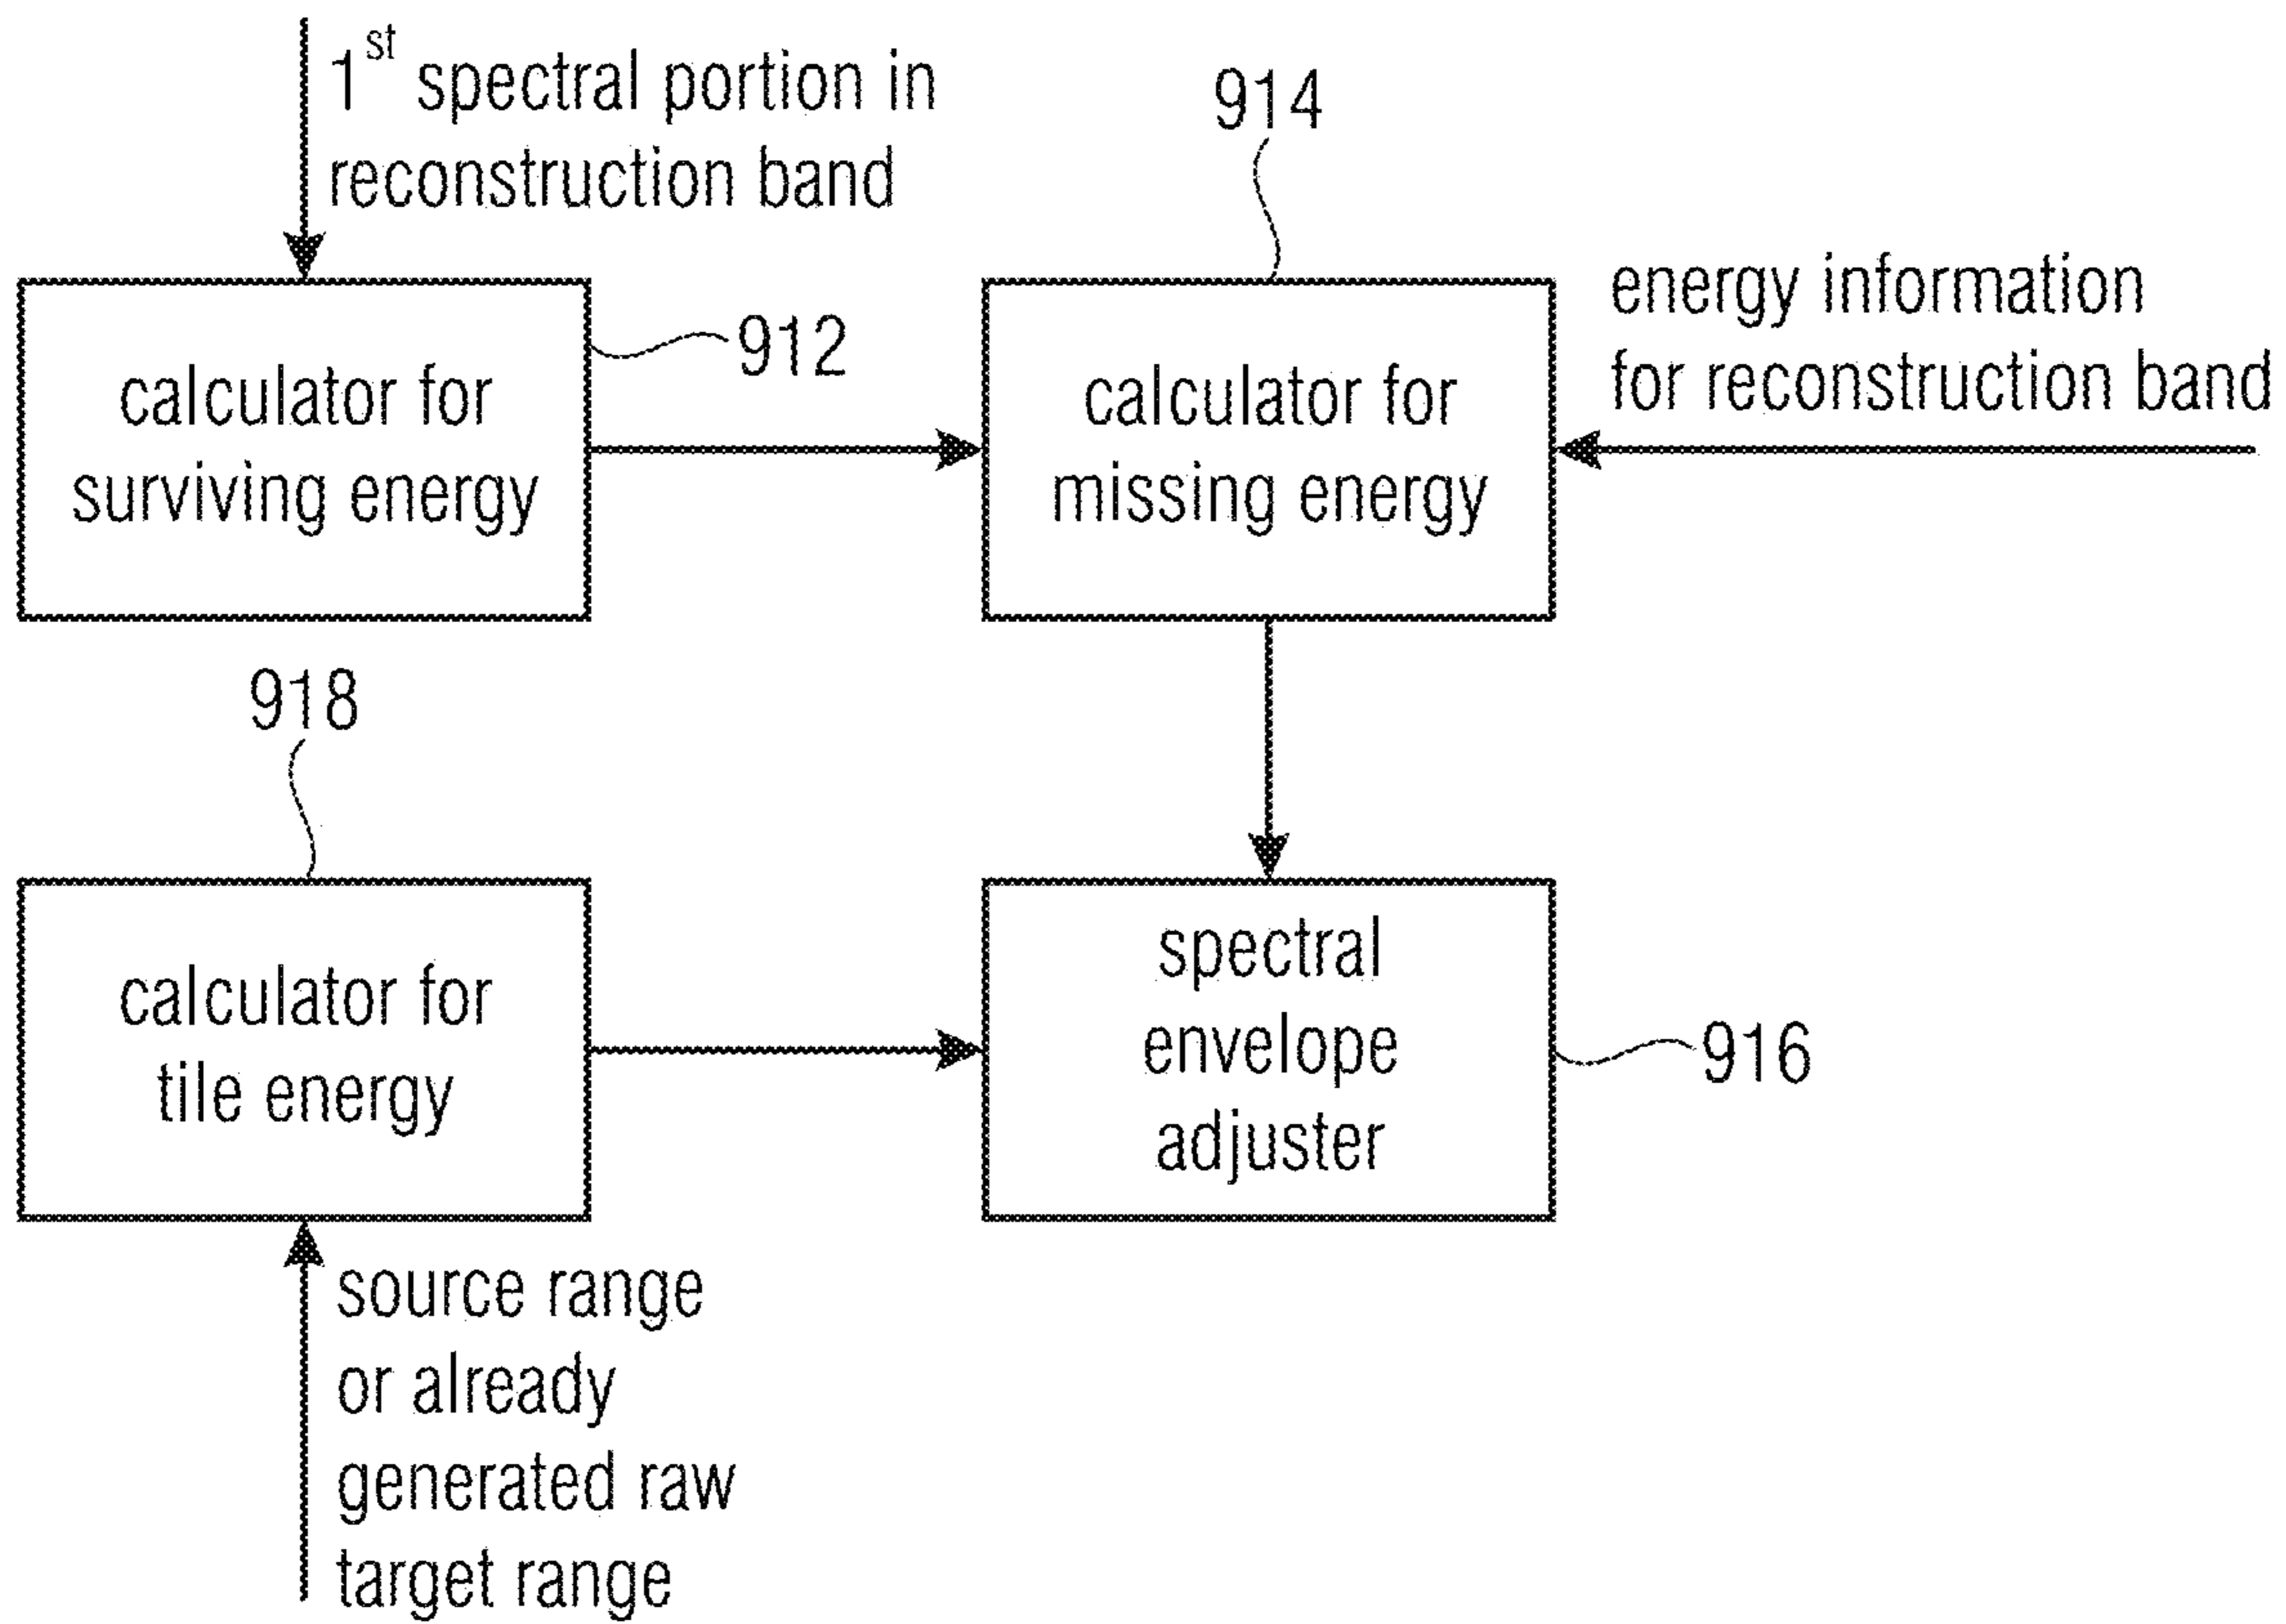 1st spectral portion in
reconstruction band
914
energy information
for reconstruction band
912
calculator for
surviving energy
calculator for
missing energy
918
calculator for
tile energy
spectral
envelope
adjuster
916
source range
or already
generated raw
target range